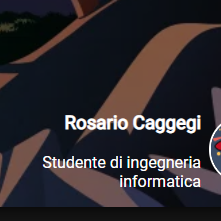 Rosario Caggegi
Studente di ingegneria
informatica